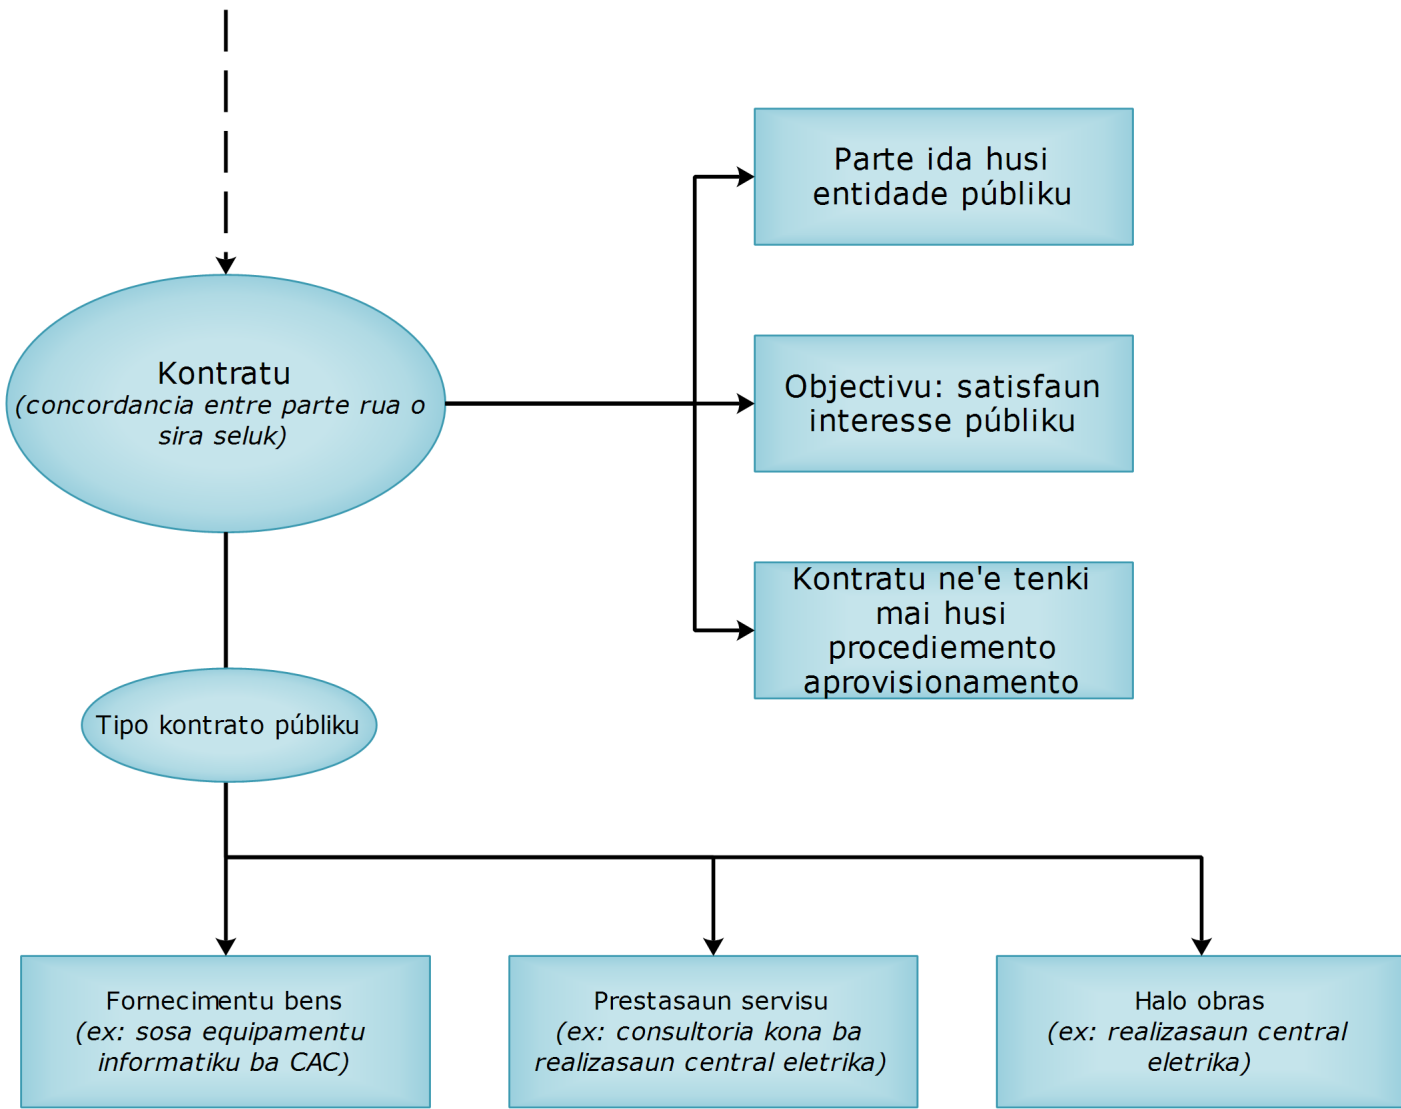 Parte ida husi
entidade públiku
Kontratu
(concordancia entre parte rua o
sira seluk)
Objectivu: satisfaun
interesse públiku
Kontratu ne'e tenki
mai husi
procediemento
aprovisionamento
Tipo kontrato públiku
Fornecimentu bens
(ex: sosa equipamentu
informatiku ba CAC)
Prestasaun servisu
(ex: consultoria kona ba
realizasaun central eletrika)
Halo obras
(ex: realizasaun central
eletrika)